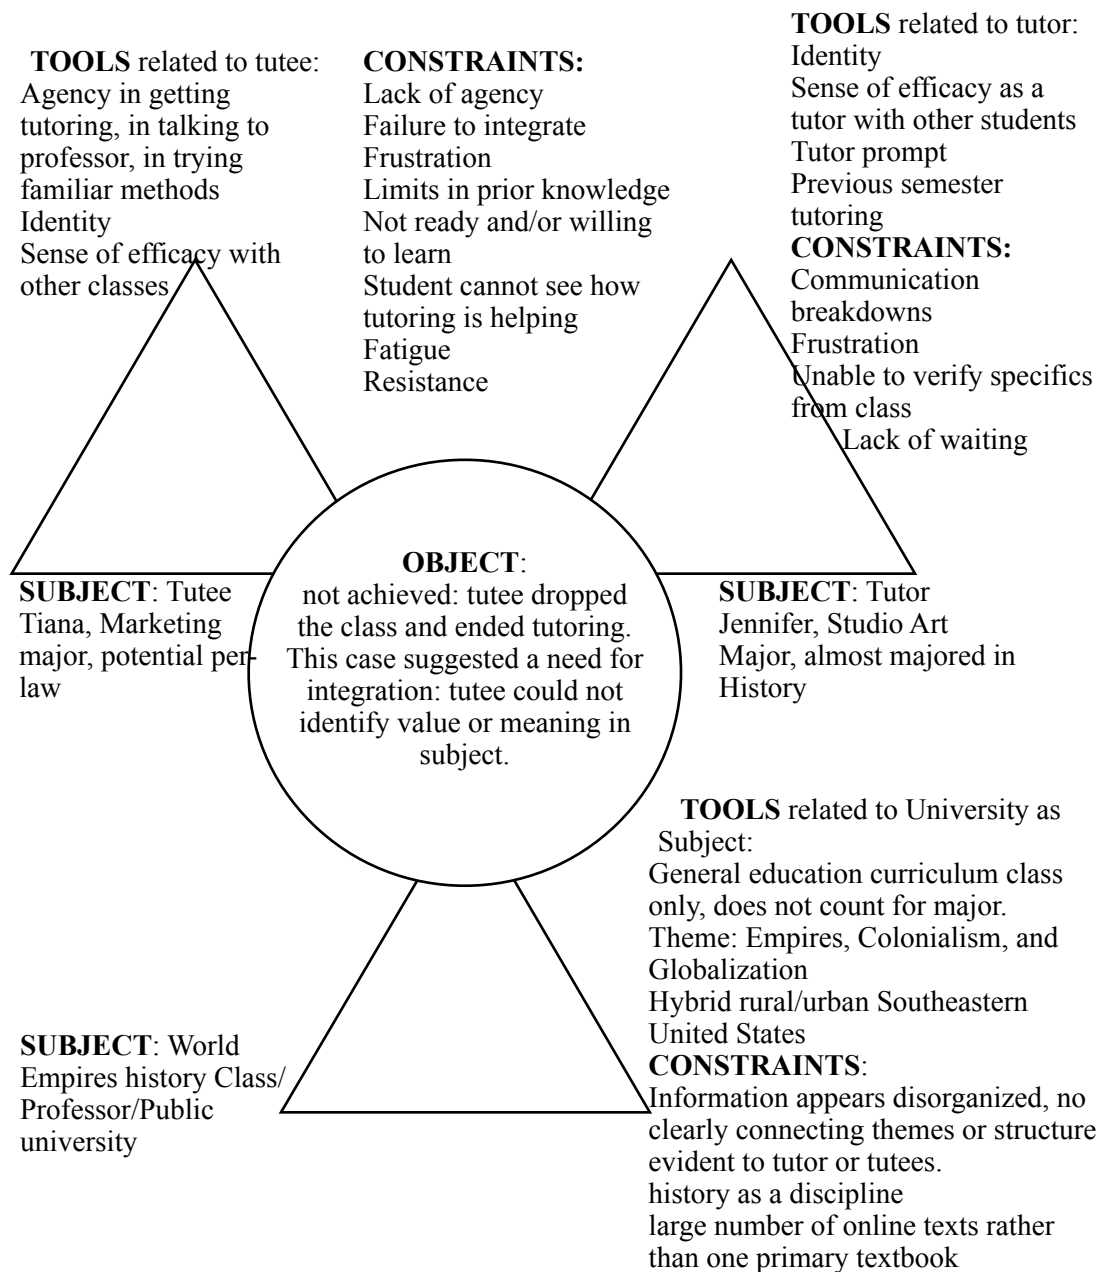 TOOLS related to tutee:
Agency in getting
tutoring, in talking to
professor, in trying
familiar methods
Identity
Sense of efficacy with
other classes
CONSTRAINTS:
Lack of agency
Failure to integrate
Frustration
Limits in prior knowledge
Not ready and/or willing
to learn
Student cannot see how
tutoring is helping
Fatigue
Resistance
TOOLS related to tutor:
Identity
Sense of efficacy as a
tutor with other students
Tutor prompt
Previous semester
tutoring
CONSTRAINTS:
Communication
breakdowns
Frustration
Unable to verify specifics
from class
Lack of waiting
SUBJECT: Tutee
Tiana, Marketing
major, potential per-
law
OBJECT:
not achieved: tutee dropped
the class and ended tutoring.
This case suggested a need for
integration: tutee could not
identify value or meaning in
subject.
SUBJECT: Tutor
Jennifer, Studio Art
Major, almost majored in
History
SUBJECT: World
Empires history Class/
Professor/Public
university
TOOLS related to University as
Subject:
General education curriculum class
only, does not count for major.
Theme: Empires, Colonialism, and
Globalization
Hybrid rural/urban Southeastern
United States
CONSTRAINTS:
Information appears disorganized, no
clearly connecting themes or structure
evident to tutor or tutees.
history as a discipline
large number of online texts rather
than one primary textbook